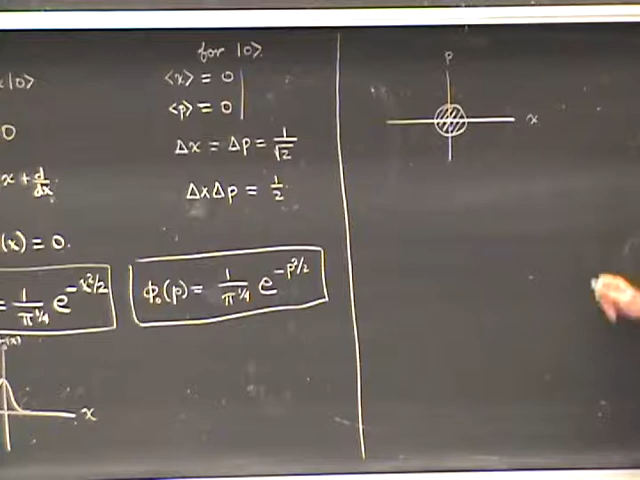 x|0⟩
0
x + d/dx
(x) = 0.
= 1/π^1/4 e^-x²/2
(x)
x
for |0⟩.
⟨x⟩ = 0
⟨p⟩ = 0
Δx = Δp = 1/√2
ΔxΔp = 1/2
ϕ₀(p) = 1/π^1/4 e^-p²/2
p
x